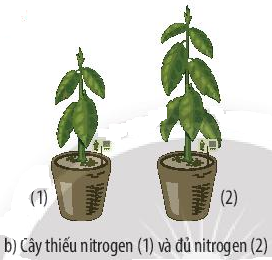 (1)
(2)
b) Cây thiếu nitrogen (1) và đủ nitrogen (2)